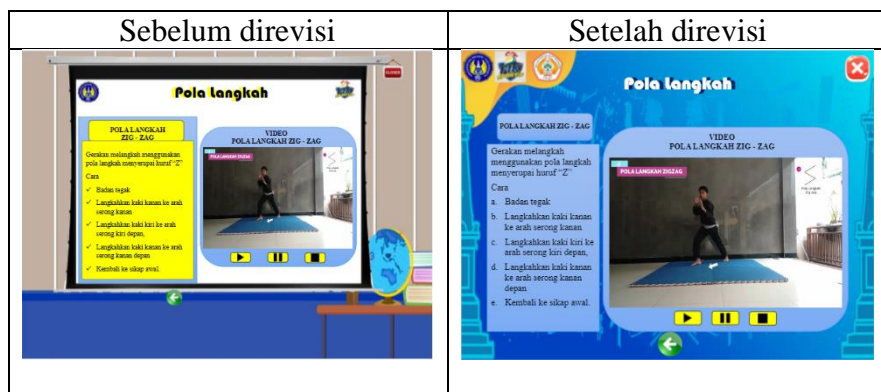 Sebelum direvisi
Setelah direvisi
CLOSED
Pola Langkah
POLA LANGKAH
ZIG - ZAG
Gerakan melangkah menggunakan
pola langkah menyerupai huruf “Z”
Cara
✓ Badan tegak
✓ Langkahkan kaki kanan ke arah
serong kanan
✓ Langkahkan kaki kiri ke arah
serong kiri depan,
✓ Langkahkan kaki kanan ke arah
serong kanan depan
✓ Kembali ke sikap awal.
VIDEO
POLA LANGKAH ZIG - ZAG
POLA LANGKAH ZIGZAG
Pola Langkah
POLA LANGKAH ZIG - ZAG
Gerakan melangkah
menggunakan pola langkah
menyerupai huruf “Z”
Cara
a. Badan tegak
b. Langkahkan kaki kanan
ke arah serong kanan
c. Langkahkan kaki kiri ke
arah serong kiri depan,
d. Langkahkan kaki kanan
ke arah serong kanan
depan
e. Kembali ke sikap awal.
VIDEO
POLA LANGKAH ZIG - ZAG
POLA LANGKAH ZIGZAG